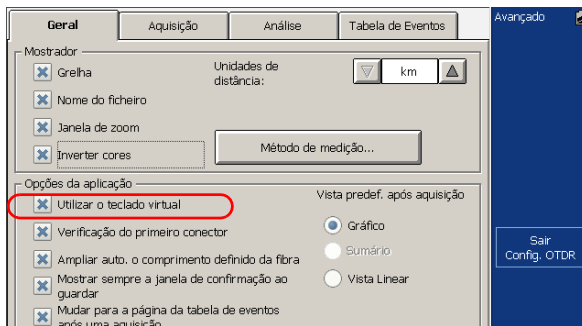 Geral
Aquisição
Análise
Tabela de Eventos
Avançado
Mostrador
Grelha
Unidades de
distância:
km
Nome do ficheiro
Janela de zoom
Inverter cores
Método de medição...
Opções da aplicação
Vista predef. após aquisição
Utilizar o teclado virtual
Gráfico
Verificação do primeiro conector
Sumário
Ampliar auto. o comprimento definido da fibra
Vista Linear
Mostrar sempre a janela de confirmação ao
guardar
Mudar para a página da tabela de eventos
após uma aquisição
Sair
Config. OTDR